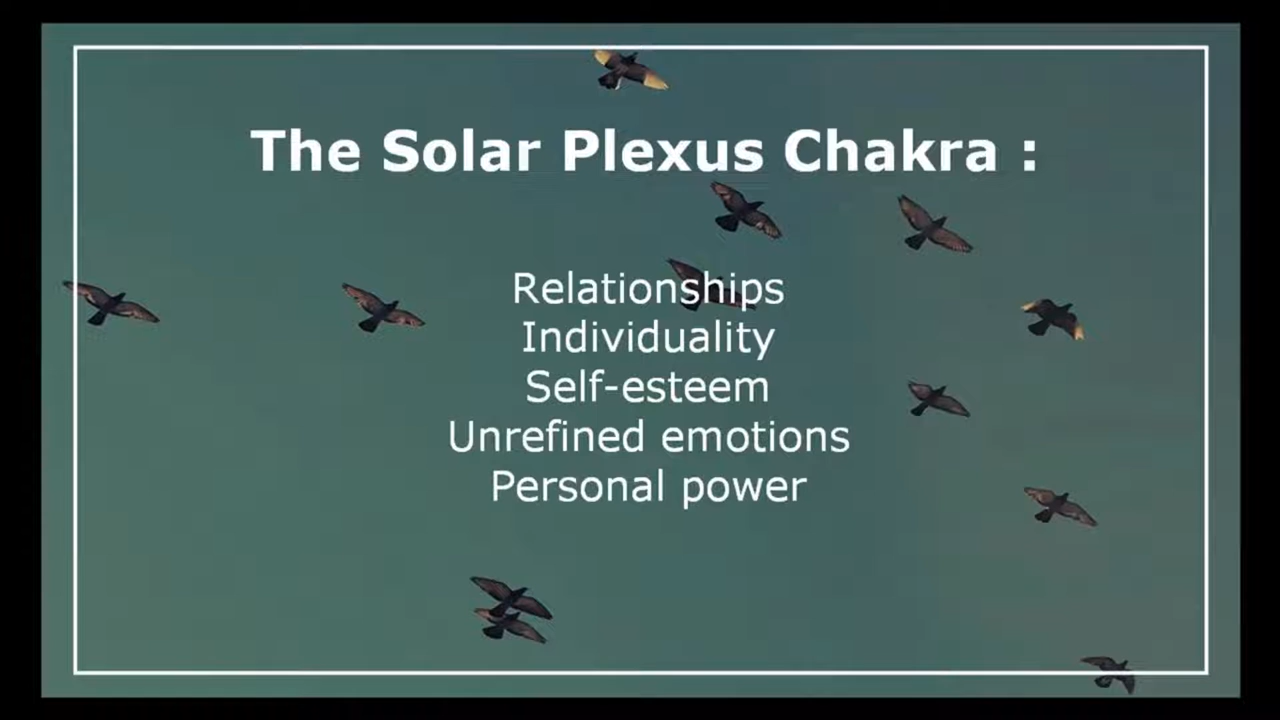 The Solar Plexus Chakra :
Relationships
Individuality
Self-esteem
Unrefined emotions
Personal power